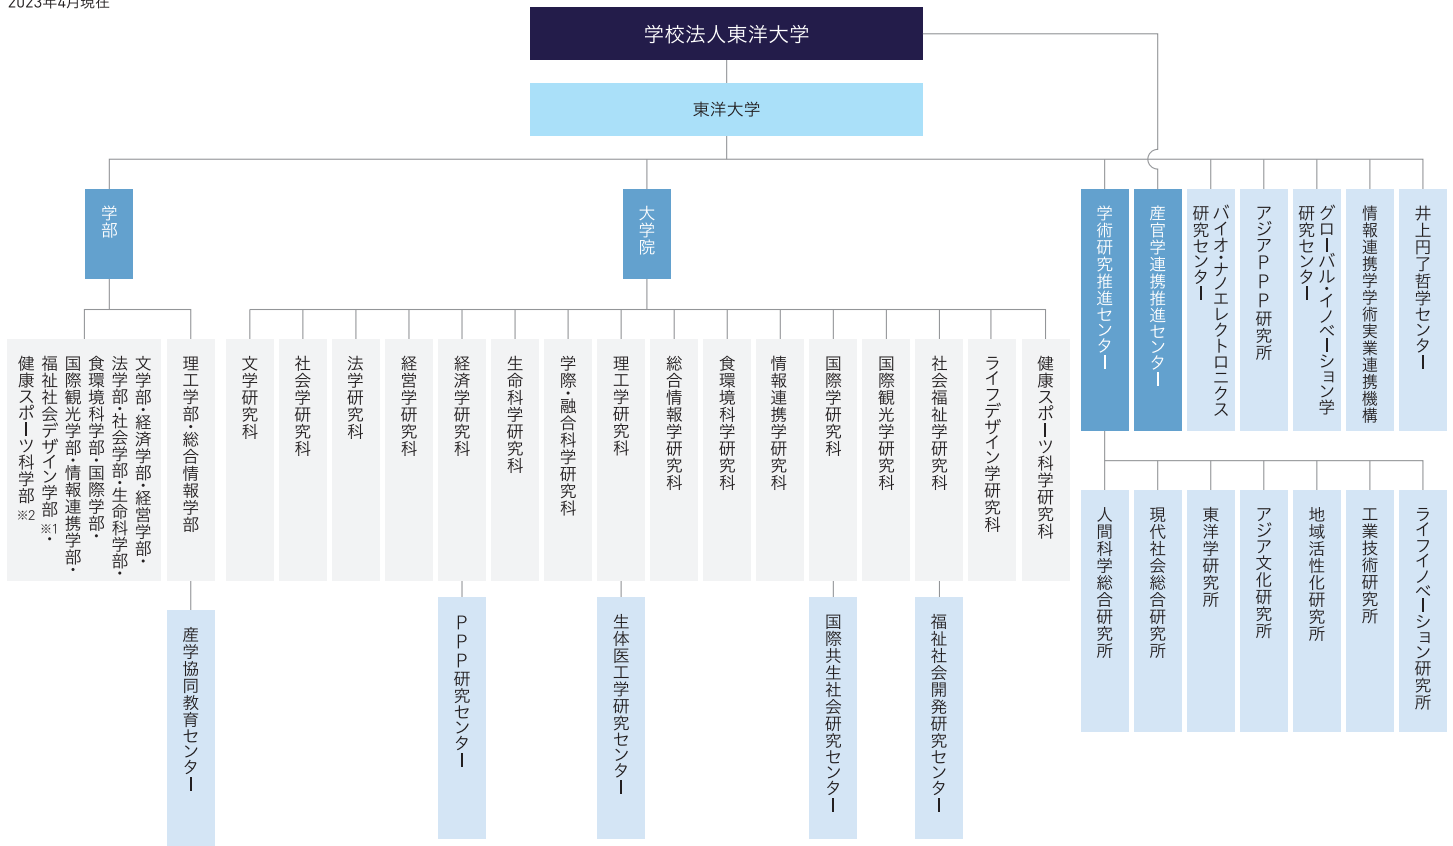 2023年4月現在
学校法人東洋大学
東洋大学
学部
大学院
学術研究推進センター
産官学連携推進センター
バイオ・ナノエレクトロニクス
研究センター
アジアPPP研究所
グローバル・イノベーション学
研究センター
情報連携学学術実業連携機構
井上円了哲学センター
文学部・経済学部・経営学部・
法学部・社会学部・生命科学部・
食環境科学部・国際学部・
国際観光学部・情報連携学部・
福祉社会デザイン学部※1・
健康スポーツ科学部※2
理工学部・総合情報学部
文学研究科
社会学研究科
法学研究科
経営学研究科
経済学研究科
生命科学研究科
学際・融合科学研究科
理工学研究科
総合情報学研究科
食環境科学研究科
情報連携学研究科
国際学研究科
国際観光学研究科
社会福祉学研究科
ライフデザイン学研究科
健康スポーツ科学研究科
人間科学総合研究所
現代社会総合研究所
東洋学研究所
アジア文化研究所
地域活性化研究所
工業技術研究所
ライフイノベーション研究所
産学協同教育センター
PPP研究センター
生体医工学研究センター
国際共生社会研究センター
福祉社会開発研究センター